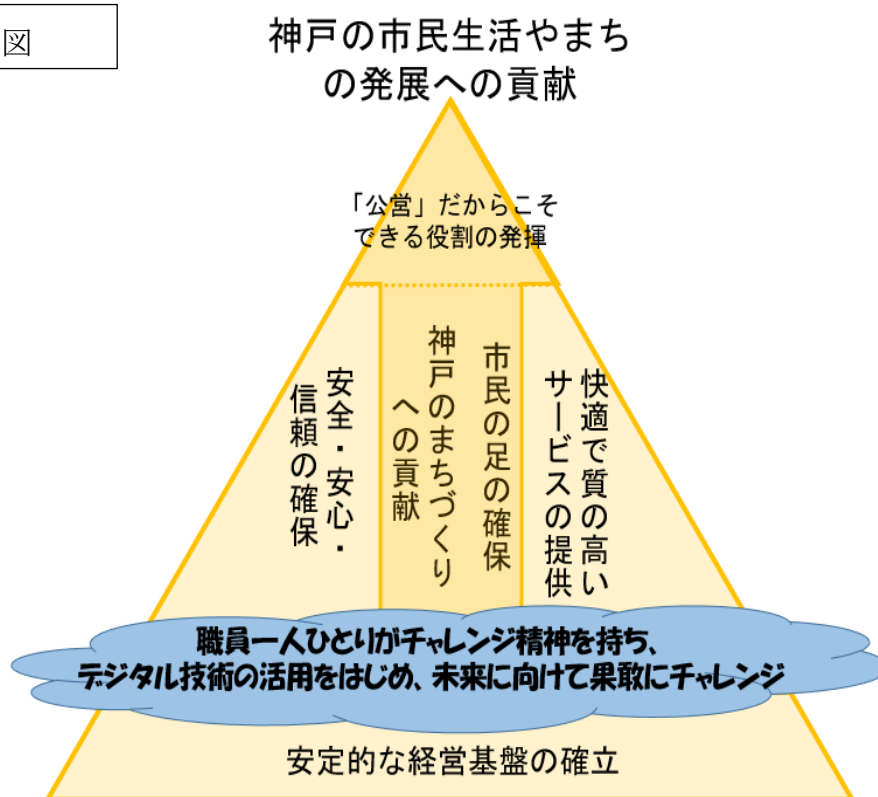 図
神戸の市民生活やまち
の発展への貢献
「公営」だからこそ
できる役割の発揮
安全・安心・
信頼の確保
神戸のまちづくり
への貢献
市民の足の確保
快適で質の高い
サービスの提供
職員一人ひとりがチャレンジ精神を持ち、
デジタル技術の活用をはじめ、未来に向けて果敢にチャレンジ
安定的な経営基盤の確立